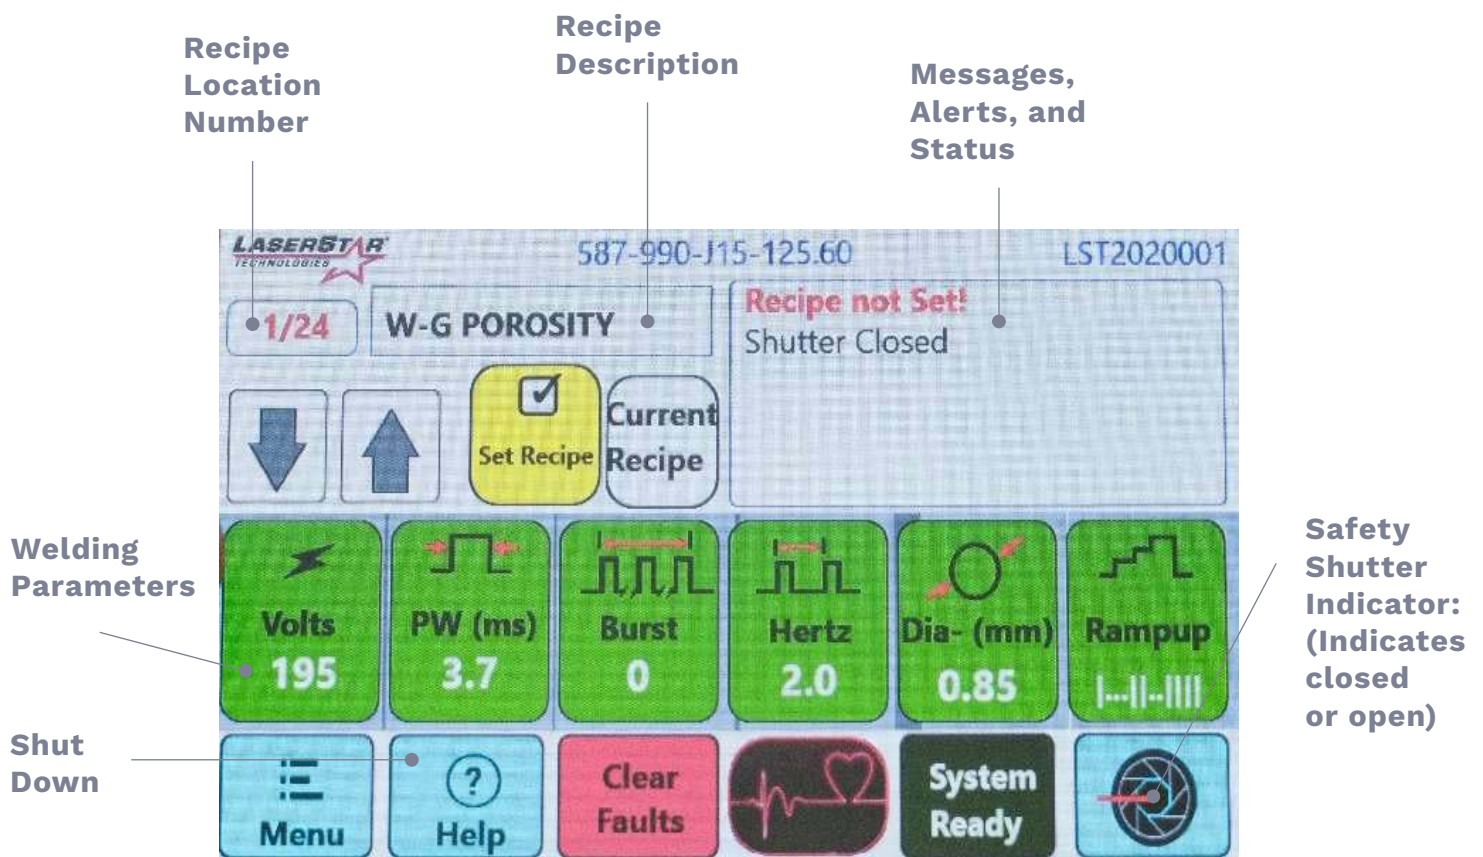 Recipe
Location
Number
Recipe
Description
Messages,
Alerts, and
Status
LASERSTAR
TECHNOLOGIES
587-990-J15-125.60
LST2020001
1/24
W-G POROSITY
Recipe not Set!
Shutter Closed
Set Recipe
Current
Recipe
Welding
Parameters
Volts
195
PW (ms)
3.7
Burst
0
Hertz
2.0
Dia- (mm)
0.85
Rampup
|...||..||||
Safety
Shutter
Indicator:
(Indicates
closed
or open)
Shut
Down
Menu
?
Help
Clear
Faults
System
Ready